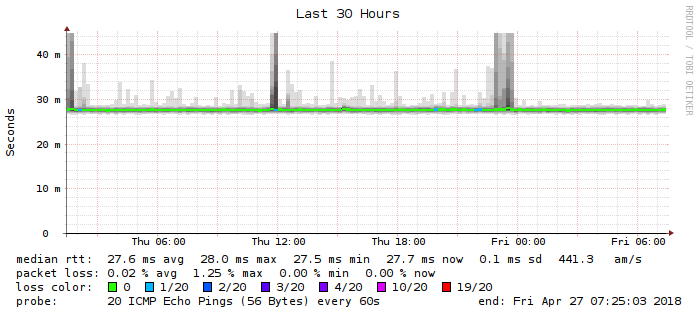 Last 30 Hours
RRDTOOL / TOBI OETIKER
Seconds
40 m
30 m
20 m
10 m
0
Thu 06:00 Thu 12:00 Thu 18:00 Fri 00:00 Fri 06:00
median rtt: 27.6 ms avg 28.0 ms max 27.5 ms min 27.7 ms now 0.1 ms sd 441.3 am/s
packet loss: 0.02 % avg 1.25 % max 0.00 % min 0.00 % now
loss color: 0 1/20 2/20 3/20 4/20 10/20 19/20
probe: 20 ICMP Echo Pings (56 Bytes) every 60s end: Fri Apr 27 07:25:03 2018